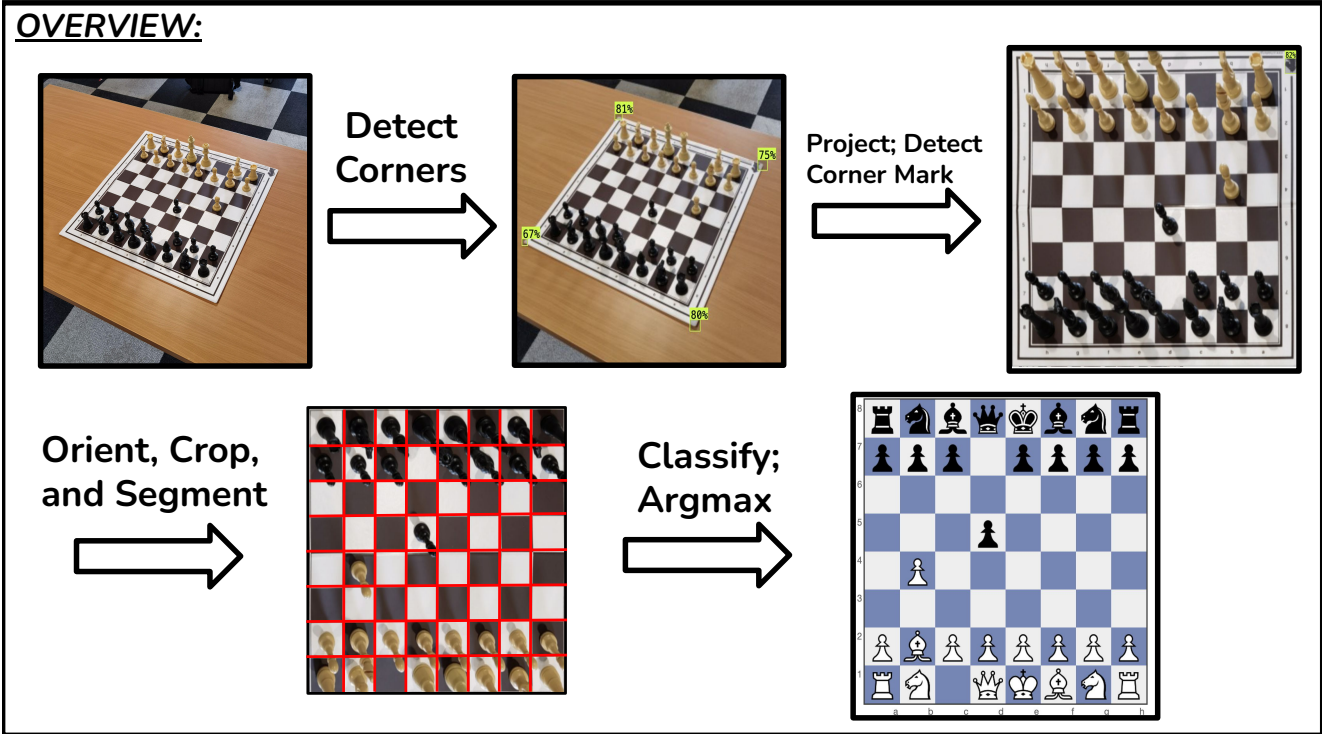 OVERVIEW:
Detect
Corners
81%
75%
67%
80%
Project; Detect
Corner Mark
82%
Orient, Crop,
and Segment
Classify;
Argmax
8
7
6
5
4
3
2
1
a b c d e f g h